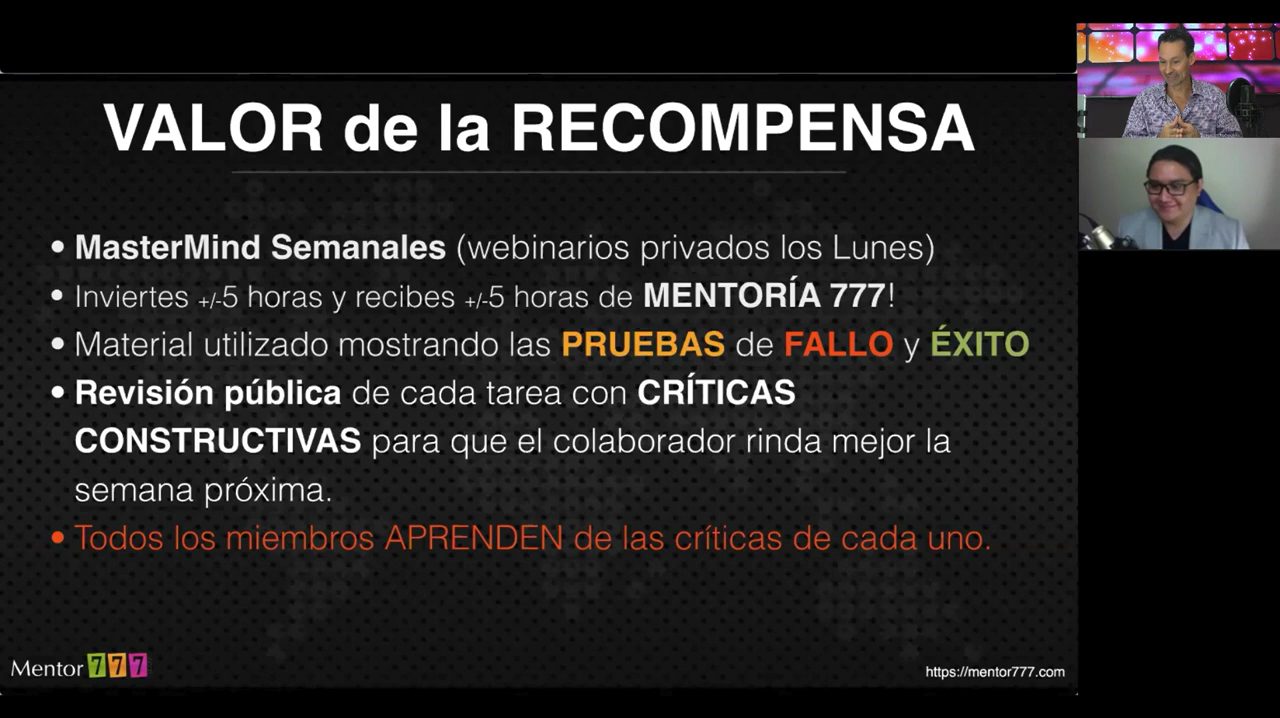 VALOR de la RECOMPENSA
• MasterMind Semanales (webinarios privados los Lunes)
• Inviertes +/-5 horas y recibes +/-5 horas de MENTORÍA 777!
• Material utilizado mostrando las PRUEBAS de FALLO y ÉXITO
• Revisión pública de cada tarea con CRÍTICAS
CONSTRUCTIVAS para que el colaborador rinda mejor la
semana próxima.
• Todos los miembros APRENDEN de las críticas de cada uno.
Mentor 777
https://mentor777.com